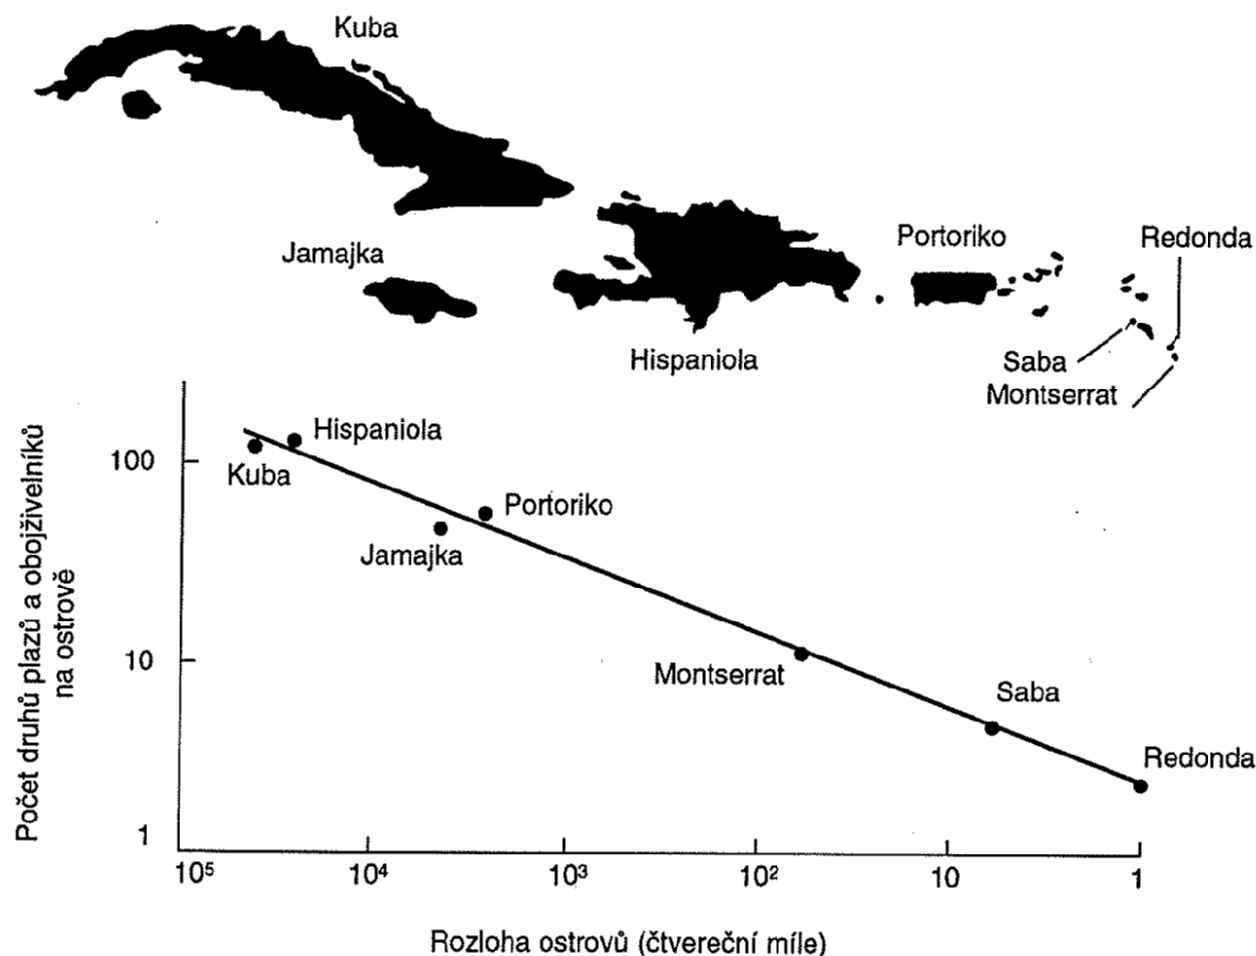 Kuba
Jamajka
Portoriko
Redonda
Hispaniola
Saba
Montserrat
Počet druhů plazů a obojživelníků
na ostrově
100
10
1
Hispaniola
Kuba
Portoriko
Jamajka
Montserrat
Saba
Redonda
10⁵ 10⁴ 10³ 10² 10 1
Rozloha ostrovů (čtvereční míle)